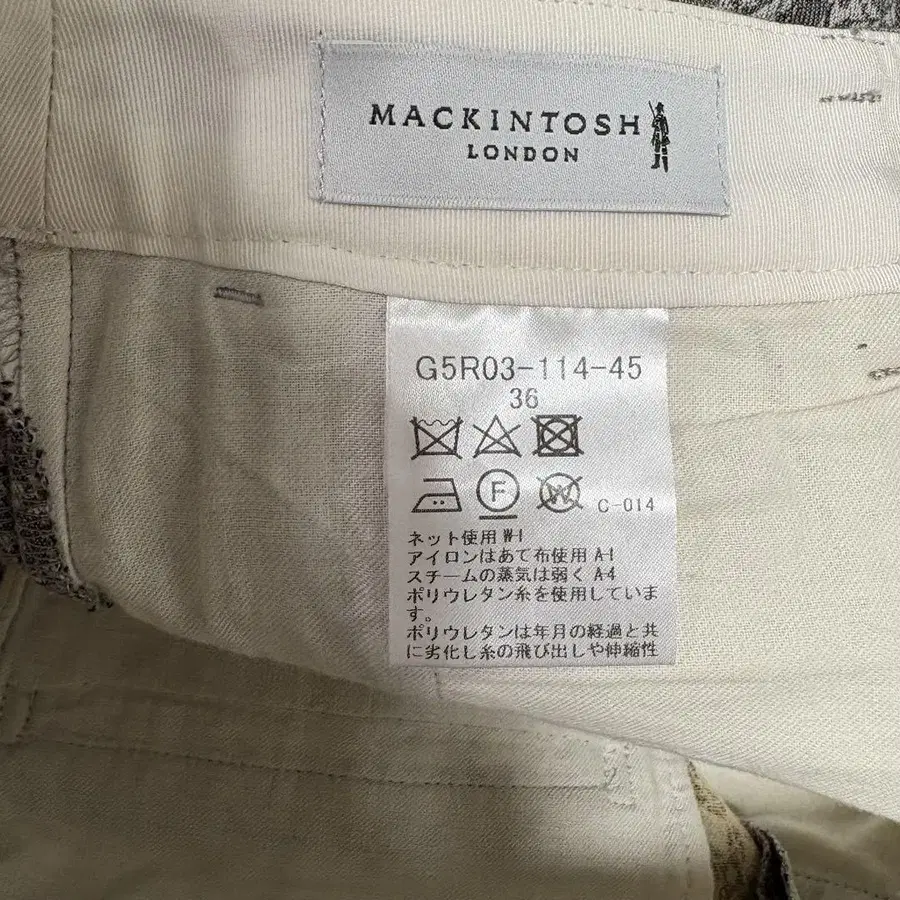 MACKINTOSH
LONDON
G5R03-114-45
36
F W C-014
ネット使用 W-1
アイロンはあて布使用 A-1
スチームの蒸気は弱く A-4
ポリウレタン糸を使用していま
す。
ポリウレタンは年月の経過と共
に劣化し糸の飛び出しや伸縮性